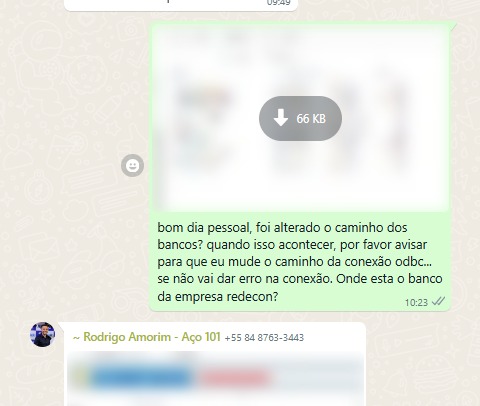 09:49
66 KB
bom dia pessoal, foi alterado o caminho dos
bancos? quando isso acontecer, por favor avisar
para que eu mude o caminho da conexão odbc...
se não vai dar erro na conexão. Onde esta o banco
da empresa redecon?
10:23
~ Rodrigo Amorim - Aço 101 +55 84 8763-3443